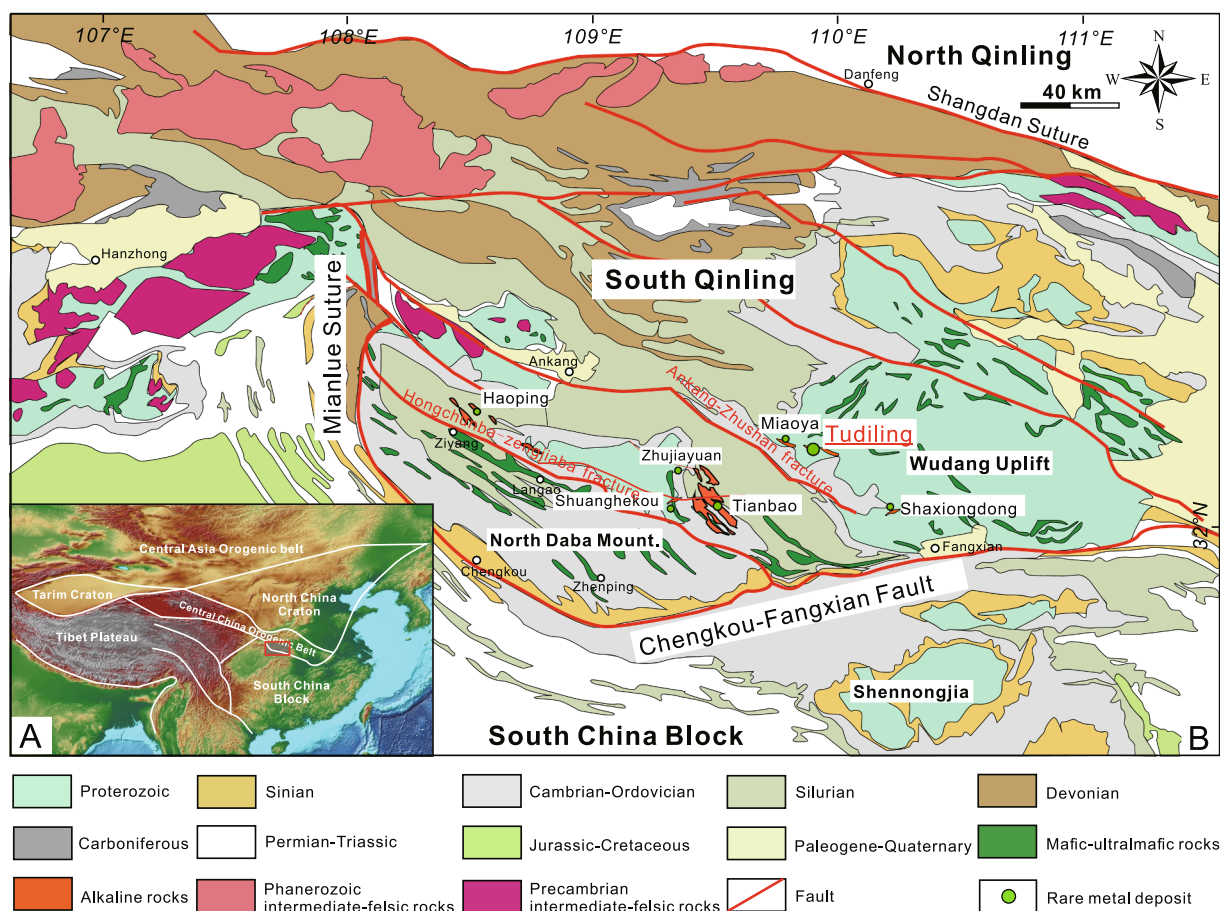 107°E
108°E
109°E
110°E
111°E
North Qinling
N
W
E
S
Danfeng
40 km
Shangdan Suture
Hanzhong
South Qinling
Mianlue Suture
Ankang
Haoping
Ankang-Zhushan fracture
Hongchunba-zengjiaba fracture
Miaoya
Tudiling
Ziyang
Zhujiayuan
Wudang Uplift
Langao
Shuanghekou
Tianbao
Shaxiongdong
32°N
North Daba Mount.
Fangxian
Chengkou
Zhenping
Chengkou-Fangxian Fault
Central Asia Orogenic belt
Tarim Craton
North China
Craton
Central China Orogenic Belt
Tibet Plateau
South China
Block
Shennongjia
A
South China Block
B
Proterozoic
Sinian
Cambrian-Ordovician
Silurian
Devonian
Carboniferous
Permian-Triassic
Jurassic-Cretaceous
Paleogene-Quaternary
Mafic-ultralmafic rocks
Alkaline rocks
Phanerozoic
intermediate-felsic rocks
Precambrian
intermediate-felsic rocks
Fault
Rare metal deposit